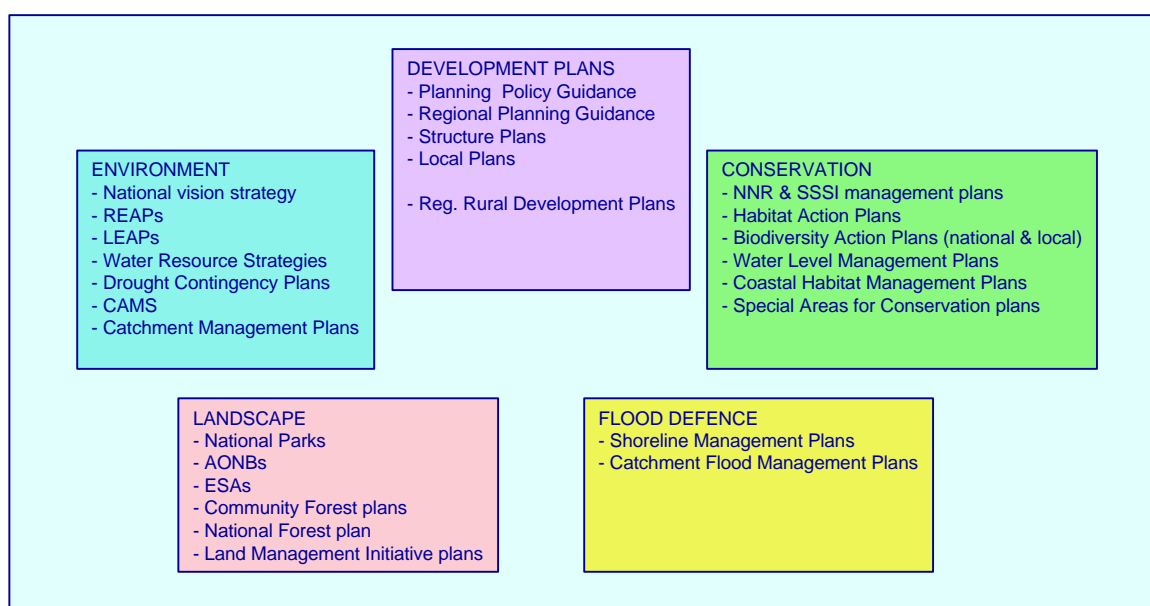 DEVELOPMENT PLANS
- Planning Policy Guidance
- Regional Planning Guidance
- Structure Plans
- Local Plans
- Reg. Rural Development Plans
ENVIRONMENT
- National vision strategy
- REAPs
- LEAPs
- Water Resource Strategies
- Drought Contingency Plans
- CAMS
- Catchment Management Plans
CONSERVATION
- NNR & SSSI management plans
- Habitat Action Plans
- Biodiversity Action Plans (national & local)
- Water Level Management Plans
- Coastal Habitat Management Plans
- Special Areas for Conservation plans
LANDSCAPE
- National Parks
- AONBs
- ESAs
- Community Forest plans
- National Forest plan
- Land Management Initiative plans
FLOOD DEFENCE
- Shoreline Management Plans
- Catchment Flood Management Plans